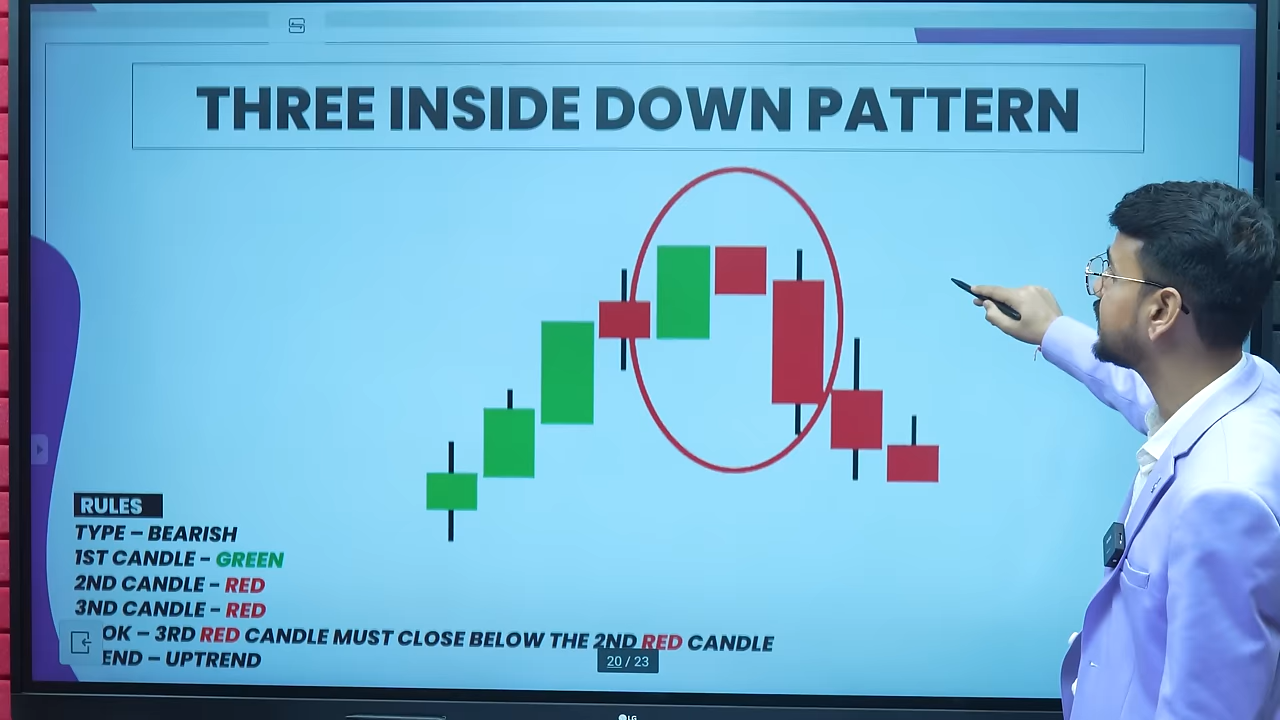 THREE INSIDE DOWN PATTERN
RULES
TYPE – BEARISH
1ST CANDLE – GREEN
2ND CANDLE – RED
3ND CANDLE – RED
OK – 3RD RED CANDLE MUST CLOSE BELOW THE 2ND RED CANDLE
END – UPTREND
20 / 23
LG